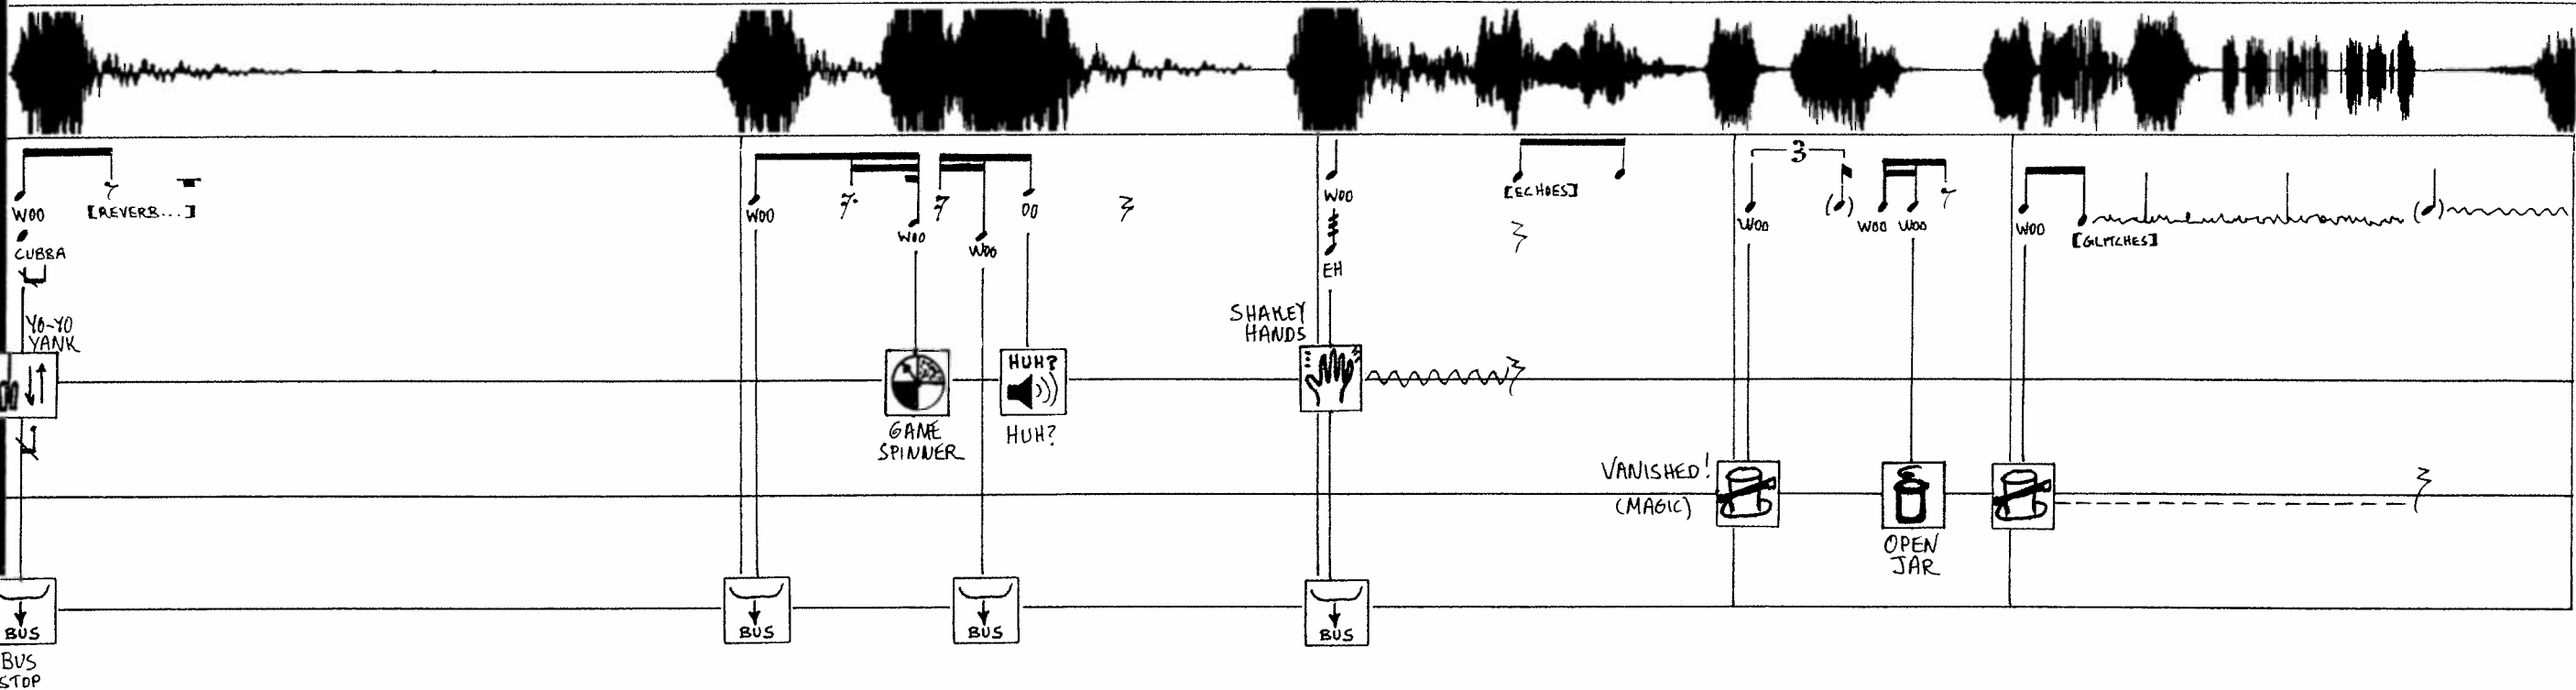 WOO
[REVERB...]
CUBBA
YO-YO
YANK
BUS
BUS
STOP
WOO
WOO
WOO
OO
HUH?
GAME
SPINNER
HUH?
BUS
BUS
WOO
EH
[ECHOES]
SHAKEY
HANDS
BUS
3
WOO
WOO WOO
VANISHED!
(MAGIC)
OPEN
JAR
WOO
[GLITCHES]